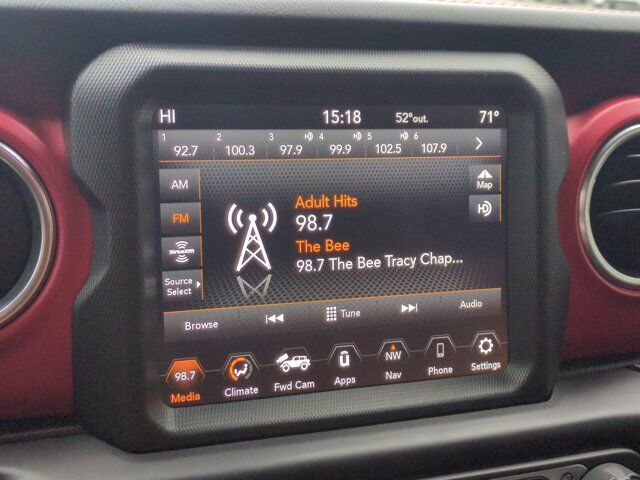 HI 15:18 52°out. 71°
1 2 3 4 5 6
92.7 100.3 97.9 99.9 102.5 107.9
AM
FM
SiriusXM
Source
Select
Adult Hits
98.7
The Bee
98.7 The Bee Tracy Chap...
Map
HD
Browse Tune Audio
98.7 NW
Media Climate Fwd Cam Apps Nav Phone Settings